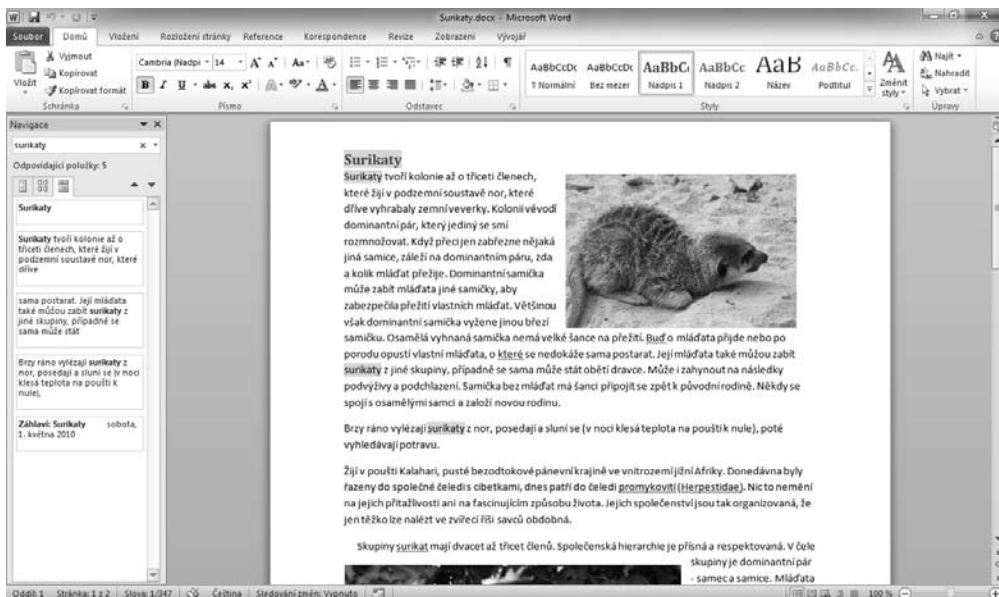 Surikaty.docx - Microsoft Word
Soubor Domů Vložení Rozložení stránky Reference Korespondence Revize Zobrazení Vývojář
Vložit
Vyjmout
Kopírovat
Kopírovat formát
Schránka
Cambria (Nadpi 14
Písmo
Odstavec
AaBbCcDc AaBbCcDc AaBbC AaBbCc AaB AaBbCc.
¶ Normální Bez mezer Nadpis 1 Nadpis 2 Název Podtitul
Změnit styly
Styly
Najít
Nahradit
Vybrat
Úpravy
Navigace
surikaty
Odpovídající položky: 5
Surikaty
Surikaty tvoří kolonie až o
třiceti členech, které žijí v
podzemní soustavě nor, které
dříve
sama postarat. Její mláďata
také můžou zabít surikaty z
jiné skupiny, případně se
sama může stát
Brzy ráno vylézají surikaty z
nor, posedají a sluní se (v noci
klesá teplota na poušti k
nule),
Záhlaví: Surikaty sobota,
1. května 2010
Surikaty
Surikaty tvoří kolonie až o třiceti členech,
které žijí v podzemní soustavě nor, které
dříve vyhrabaly zemní veverky. Kolonii vévodí
dominantní pár, který jediný se smí
rozmnožovat. Když přeci jen zabřezne nějaká
jiná samice, záleží na dominantním páru, zda
a kolik mláďat přežije. Dominantní samička
může zabít mláďata jiné samičky, aby
zabezpečila přežití vlastních mláďat. Většinou
však dominantní samička vyžene jinou březí
samičku. Osamělá vyhnaná samička nemá velké šance na přežití. Buď o mláďata přijde nebo po
porodu opustí vlastní mláďata, o které se nedokáže sama postarat. Její mláďata také můžou zabít
surikaty z jiné skupiny, případně se sama může stát obětí dravce. Může i zahynout na následky
podvýživy a podchlazení. Samička bez mláďat má šanci připojit se zpět k původní rodině. Někdy se
spojí s osamělými samci a založí novou rodinu.
Brzy ráno vylézají surikaty z nor, posedají a sluní se (v noci klesá teplota na poušti k nule), poté
vyhledávají potravu.
Žijí v poušti Kalahari, pusté bezodtokové pánevní krajině ve vnitrozemí jižní Afriky. Donedávna byly
řazeny do společné čeledi s cibetkami, dnes patří do čeledi promykovití (Herpestidae). Nic to nemění
na jejich přitažlivosti ani na fascinujícím způsobu života. Jejich společenství jsou tak organizovaná, že
jen těžko lze nalézt ve zvířecí říši savců obdobná.
Skupiny surikat mají dvacet až třicet členů. Společenská hierarchie je přísná a respektovaná. V čele
skupiny je dominantní pár
- samec a samice. Mláďata
Oddíl: 1 Stránka: 1 z 2 Slova: 1/347 Čeština Sledování změn: Vypnuto 100 %